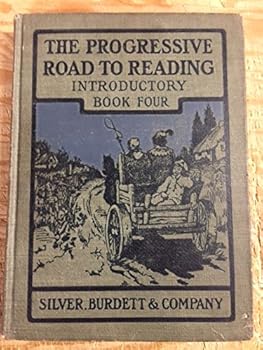 THE PROGRESSIVE
ROAD TO READING
INTRODUCTORY
BOOK FOUR
SILVER, BURDETT & COMPANY